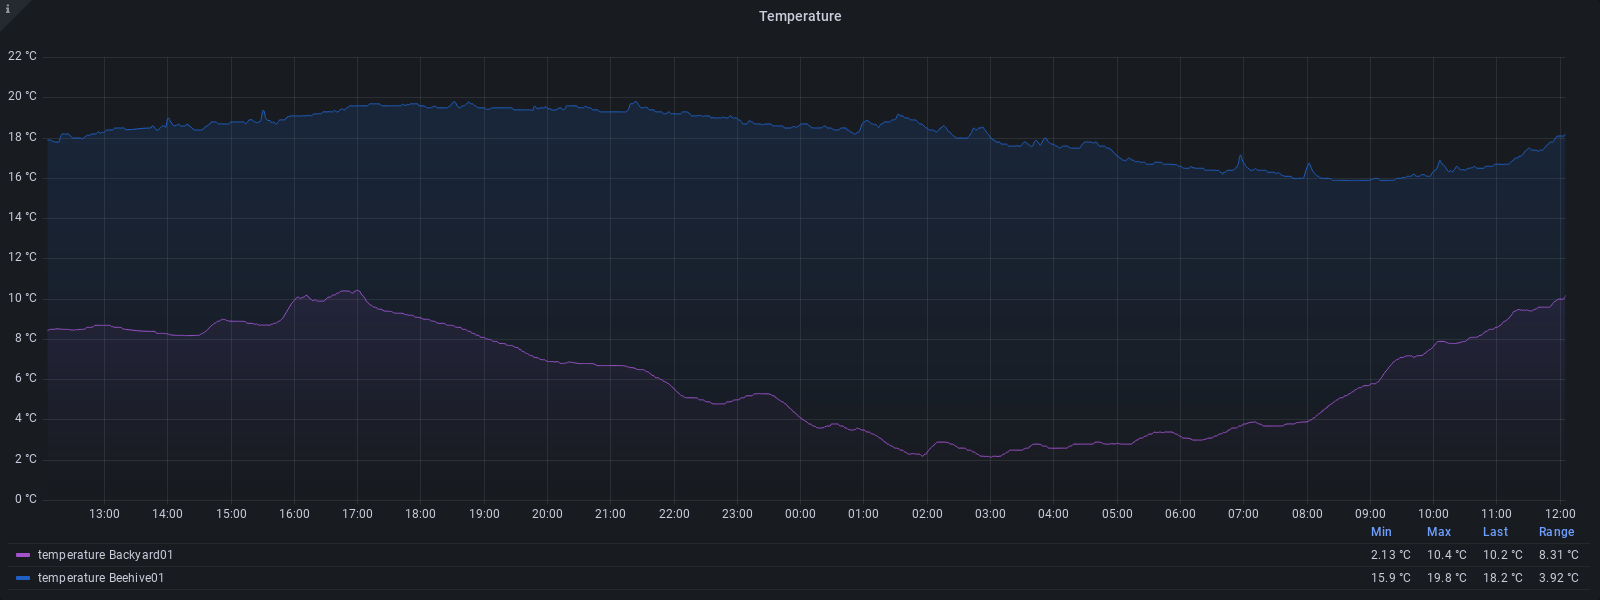 i
Temperature
22 °C
20 °C
18 °C
16 °C
14 °C
12 °C
10 °C
8 °C
6 °C
4 °C
2 °C
0 °C
13:00 14:00 15:00 16:00 17:00 18:00 19:00 20:00 21:00 22:00 23:00 00:00 01:00 02:00 03:00 04:00 05:00 06:00 07:00 08:00 09:00 10:00 11:00 12:00
Min Max Last Range
temperature Backyard01 2.13 °C 10.4 °C 10.2 °C 8.31 °C
temperature Beehive01 15.9 °C 19.8 °C 18.2 °C 3.92 °C